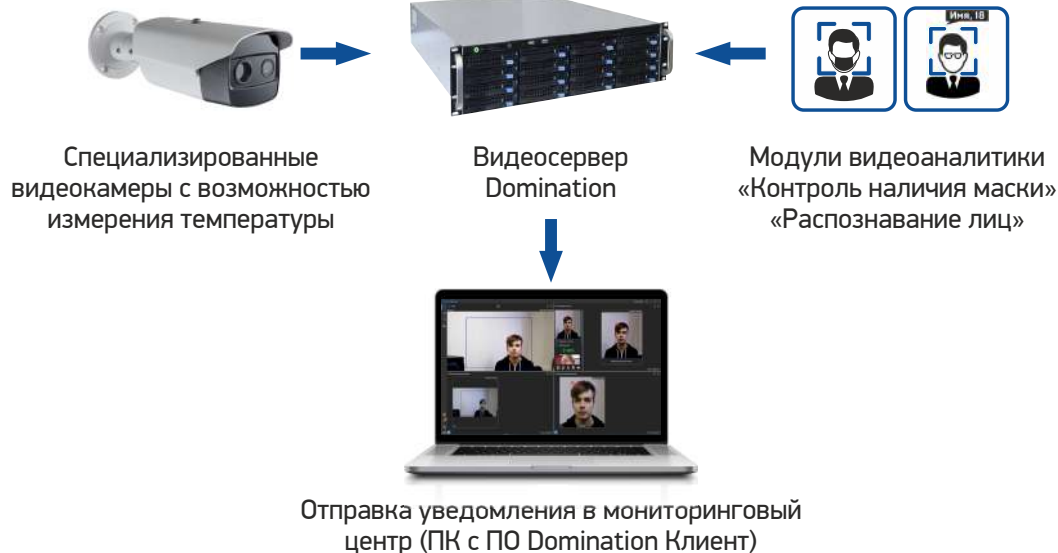 Имя, 18
Специализированные
видеокамеры с возможностью
измерения температуры
Видеосервер
Domination
Модули видеоаналитики
«Контроль наличия маски»
«Распознавание лиц»
Отправка уведомления в мониторинговый
центр (ПК с ПО Domination Клиент)